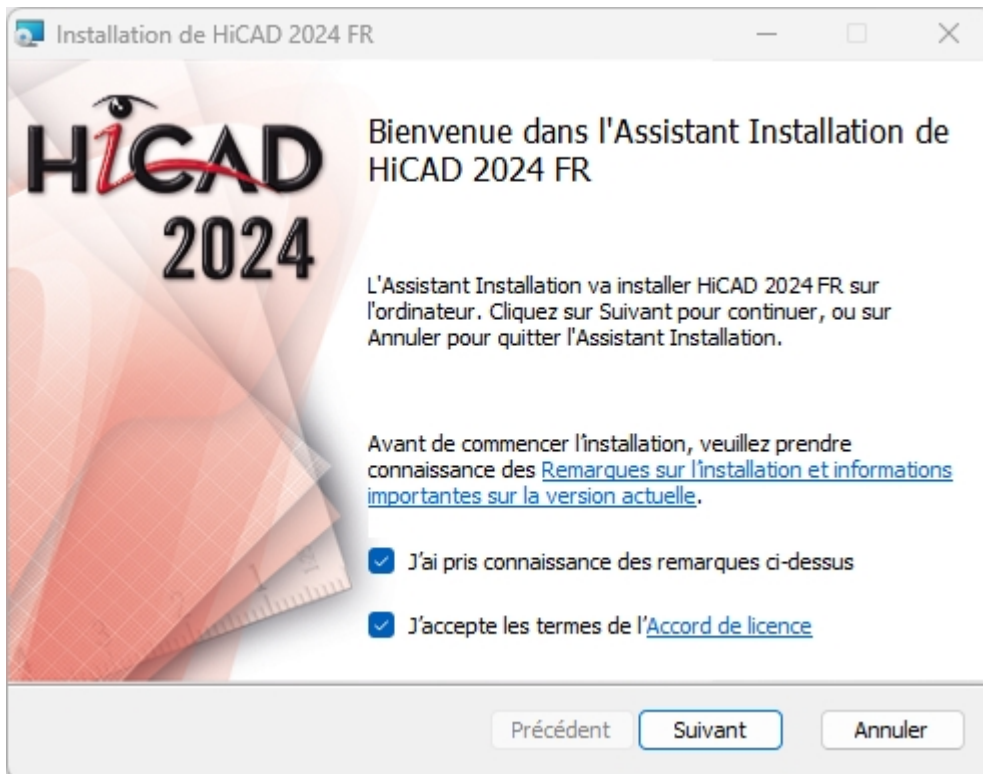 Installation de HiCAD 2024 FR
HiCAD
2024
Bienvenue dans l'Assistant Installation de
HiCAD 2024 FR
L'Assistant Installation va installer HiCAD 2024 FR sur
l'ordinateur. Cliquez sur Suivant pour continuer, ou sur
Annuler pour quitter l'Assistant Installation.
Avant de commencer l'installation, veuillez prendre
connaissance des Remarques sur l'installation et informations
importantes sur la version actuelle.
J'ai pris connaissance des remarques ci-dessus
J'accepte les termes de l'Accord de licence
Précédent
Suivant
Annuler